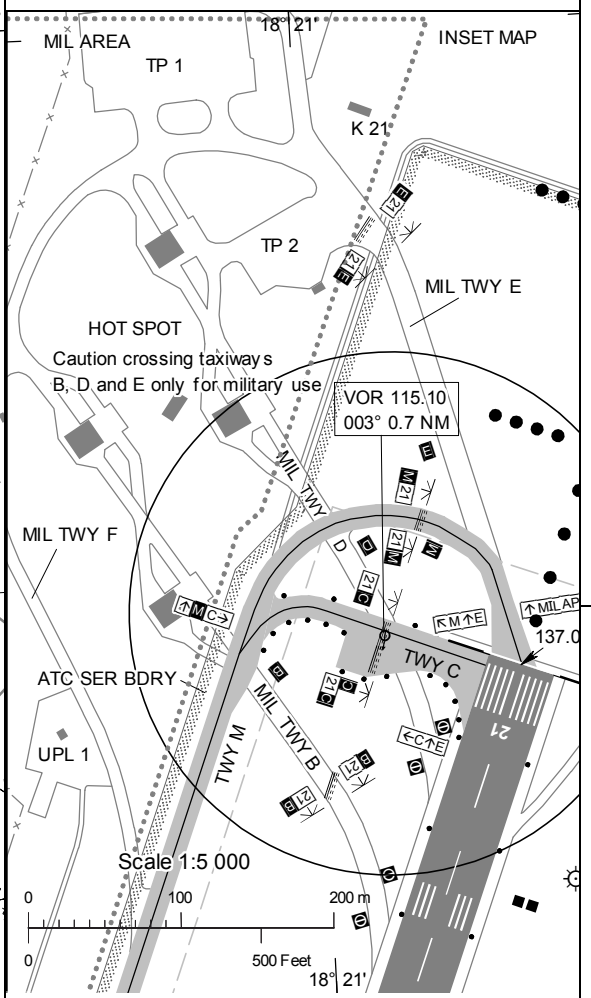 18° 21'
MIL AREA
INSET MAP
TP 1
K 21
E 21
TP 2
21 E
MIL TWY E
HOT SPOT
Caution crossing taxiways
B, D and E only for military use
VOR 115.10
003° 0.7 NM
E
M 21
MIL TWY
D
MIL TWY F
D
21 M
M
21 C
↑M C→
↖M↑E
↑MIL AP
137.0
TWY C
ATC SER BDRY
B
21 C
MIL TWY B
TWY M
21
←C↑E
UPL 1
21 B
21 B
Scale 1:5 000
0 100 200 m
0 500 Feet
18° 21'